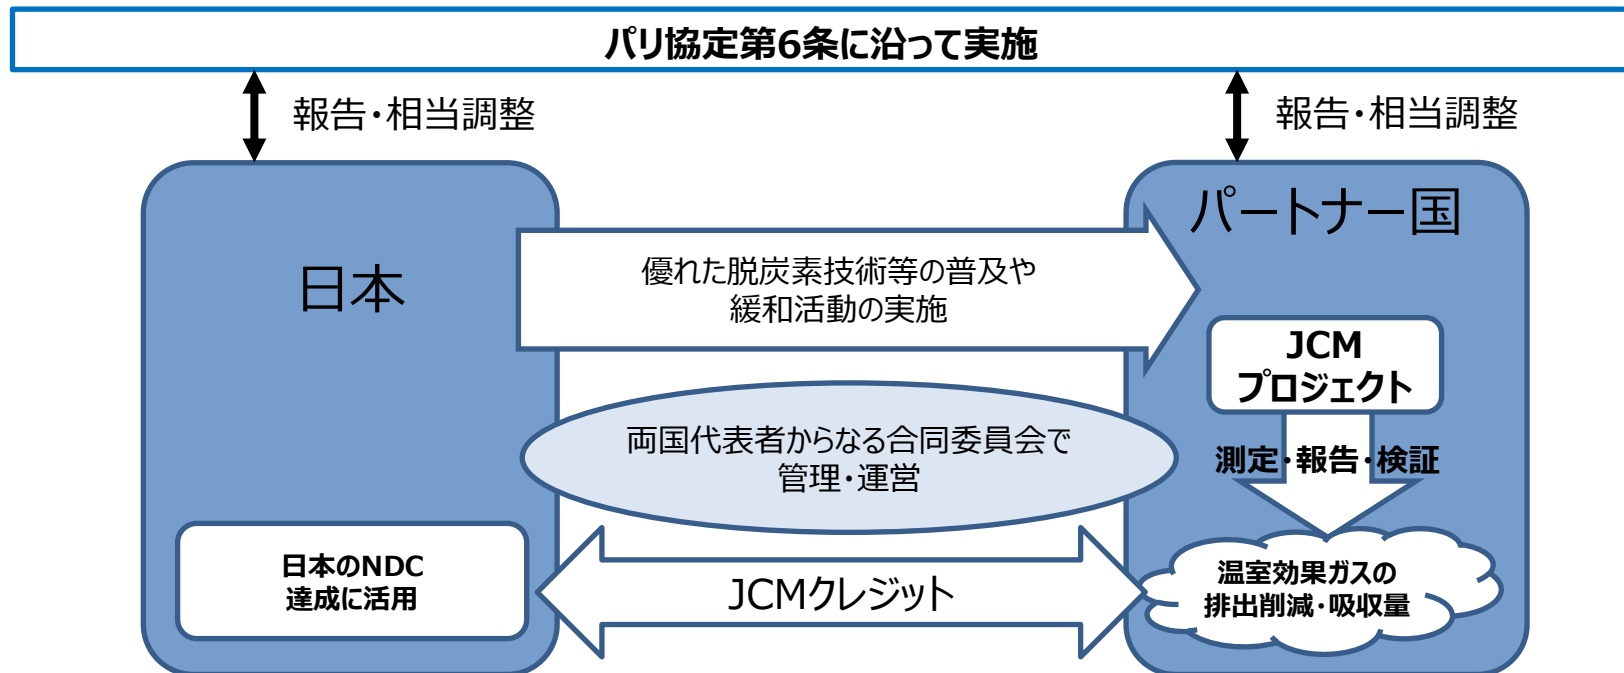 パリ協定第6条に沿って実施
報告・相当調整
報告・相当調整
日本
パートナー国
優れた脱炭素技術等の普及や
緩和活動の実施
JCM
プロジェクト
両国代表者からなる合同委員会で
管理・運営
測定・報告・検証
日本のNDC
達成に活用
JCMクレジット
温室効果ガスの
排出削減・吸収量